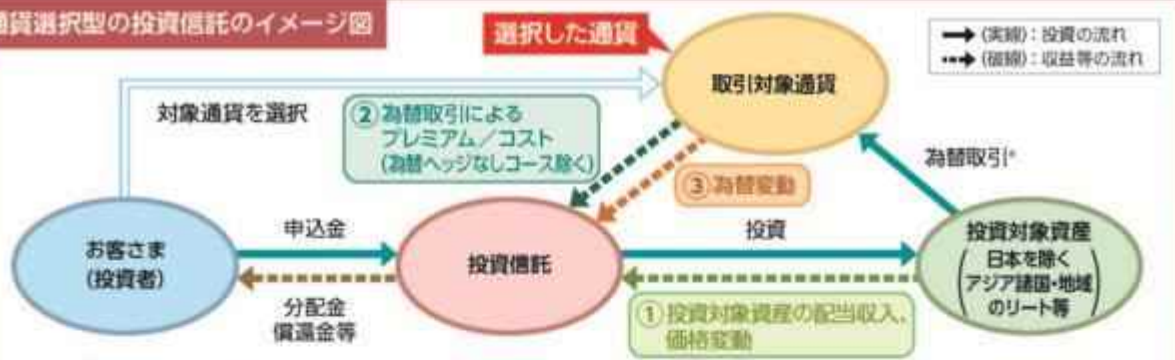 通貨選択型の投資信託のイメージ図
選択した通貨
(実線):投資の流れ
(破線):収益等の流れ
取引対象通貨
対象通貨を選択
②為替取引による
プレミアム/コスト
(為替ヘッジなしコース除く)
③為替変動
為替取引*
お客さま
(投資者)
申込金
分配金
償還金等
投資信託
投資
①投資対象資産の配当収入、
価格変動
投資対象資産
(日本を除く
アジア諸国・地域
のリート等)